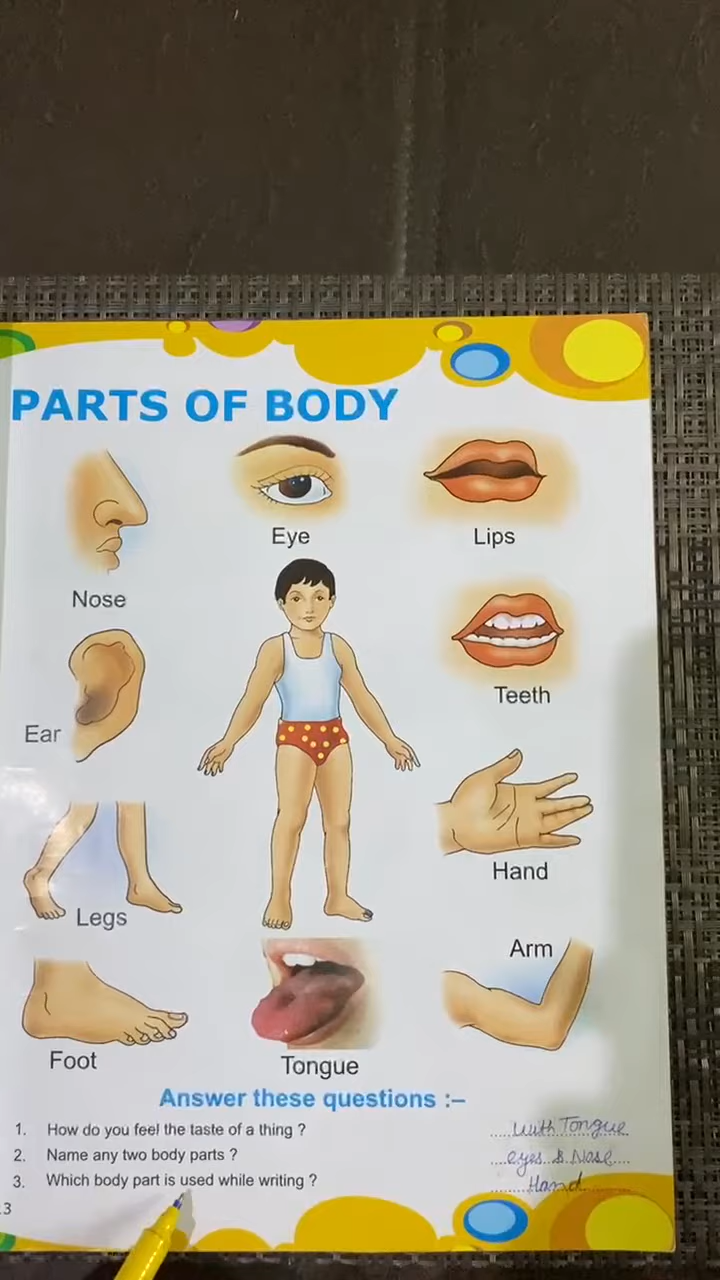 PARTS OF BODY
Eye
Lips
Nose
Teeth
Ear
Hand
Legs
Arm
Foot
Tongue
Answer these questions :–
1. How do you feel the taste of a thing ? with Tongue
2. Name any two body parts ? eyes & Nose
3. Which body part is used while writing ? Hand
3